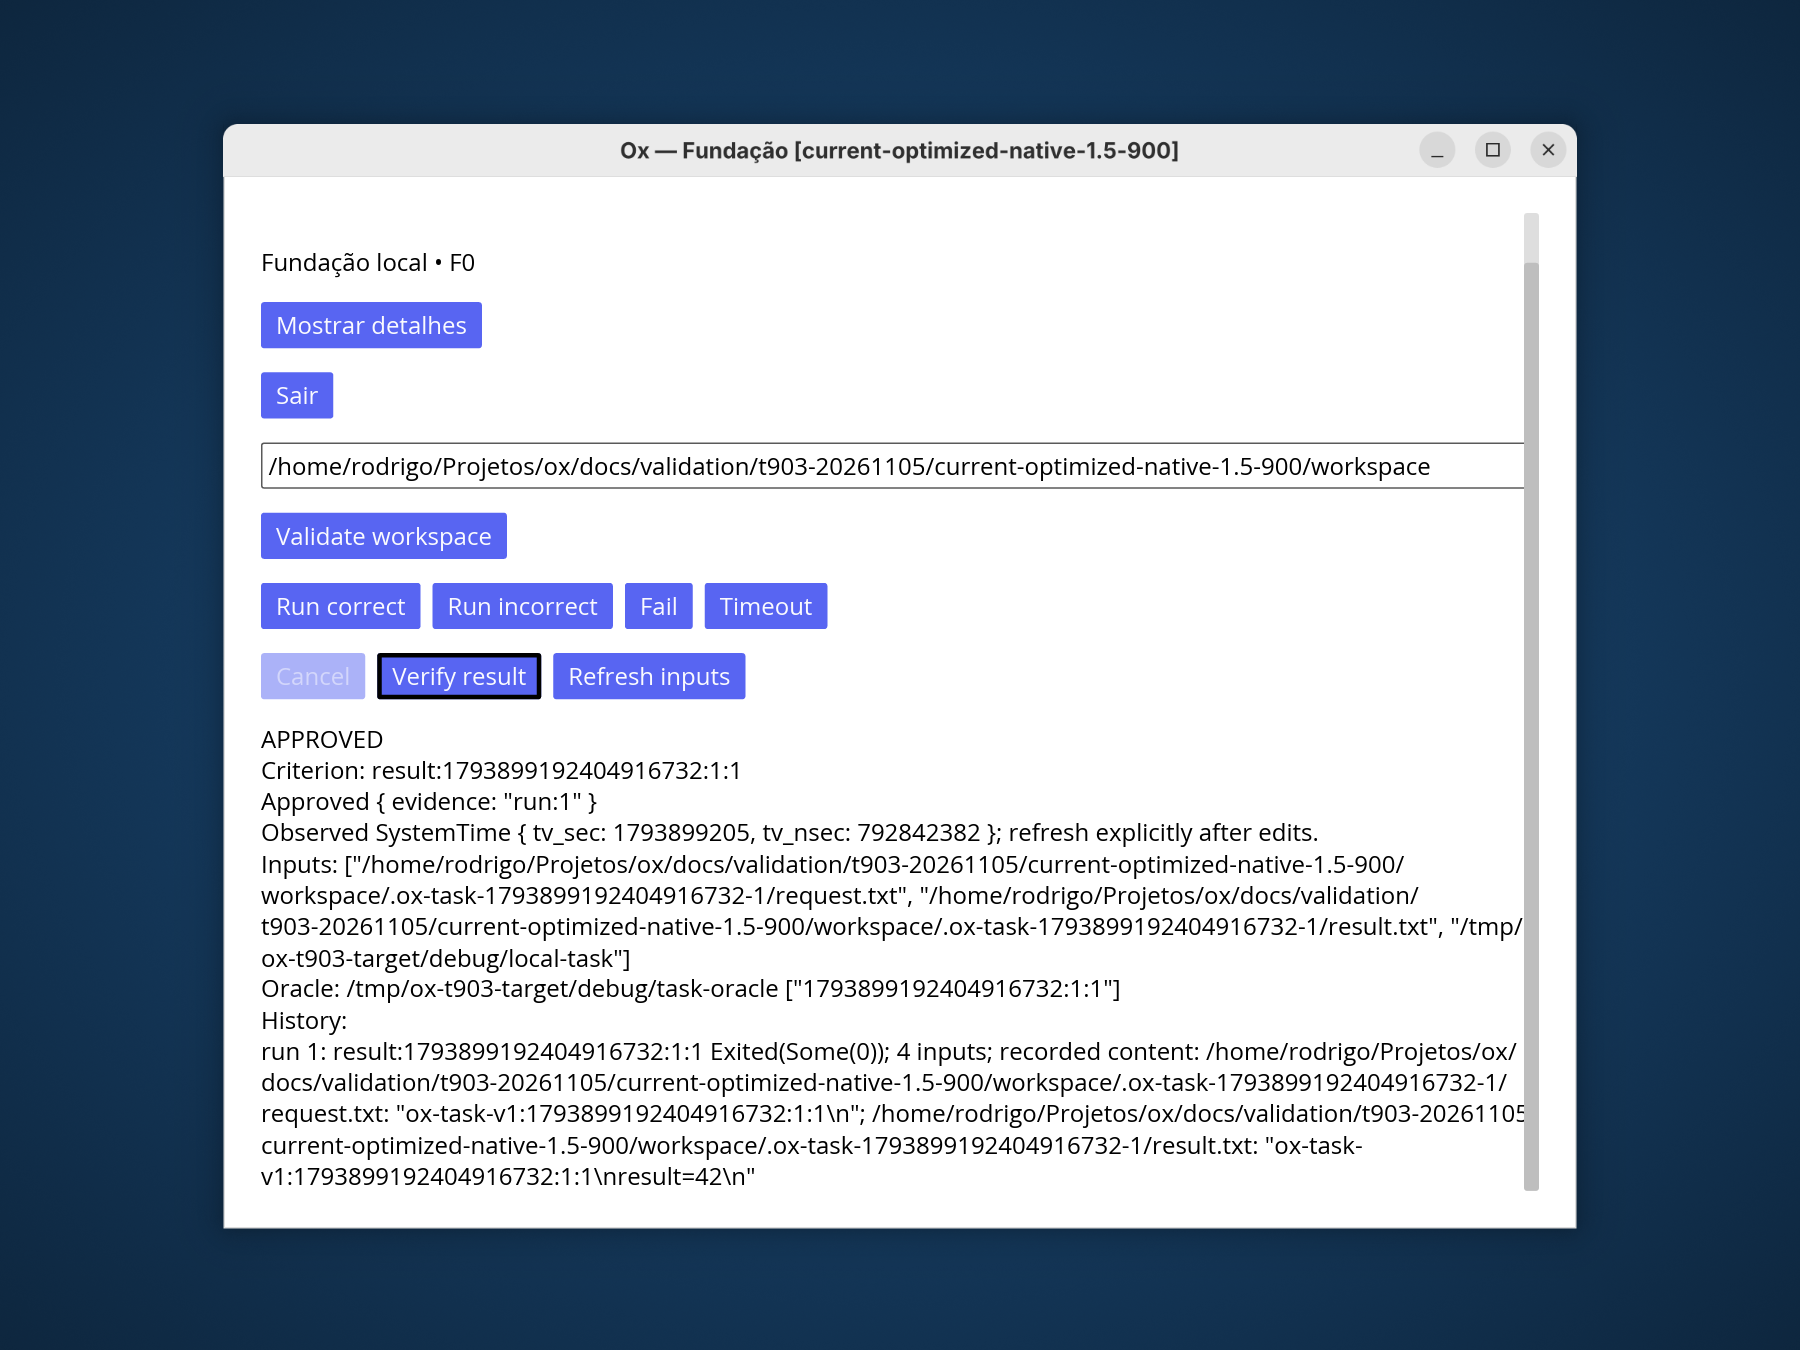 Ox — Fundação [current-optimized-native-1.5-900]
Fundação local • F0
Mostrar detalhes
Sair
/home/rodrigo/Projetos/ox/docs/validation/t903-20261105/current-optimized-native-1.5-900/workspace
Validate workspace
Run correct Run incorrect Fail Timeout
Cancel Verify result Refresh inputs
APPROVED
Criterion: result:1793899192404916732:1:1
Approved { evidence: "run:1" }
Observed SystemTime { tv_sec: 1793899205, tv_nsec: 792842382 }; refresh explicitly after edits.
Inputs: ["/home/rodrigo/Projetos/ox/docs/validation/t903-20261105/current-optimized-native-1.5-900/
workspace/.ox-task-1793899192404916732-1/request.txt", "/home/rodrigo/Projetos/ox/docs/validation/
t903-20261105/current-optimized-native-1.5-900/workspace/.ox-task-1793899192404916732-1/result.txt", "/tmp/
ox-t903-target/debug/local-task"]
Oracle: /tmp/ox-t903-target/debug/task-oracle ["1793899192404916732:1:1"]
History:
run 1: result:1793899192404916732:1:1 Exited(Some(0)); 4 inputs; recorded content: /home/rodrigo/Projetos/ox/
docs/validation/t903-20261105/current-optimized-native-1.5-900/workspace/.ox-task-1793899192404916732-1/
request.txt: "ox-task-v1:1793899192404916732:1:1\n"; /home/rodrigo/Projetos/ox/docs/validation/t903-20261105
current-optimized-native-1.5-900/workspace/.ox-task-1793899192404916732-1/result.txt: "ox-task-
v1:1793899192404916732:1:1\nresult=42\n"